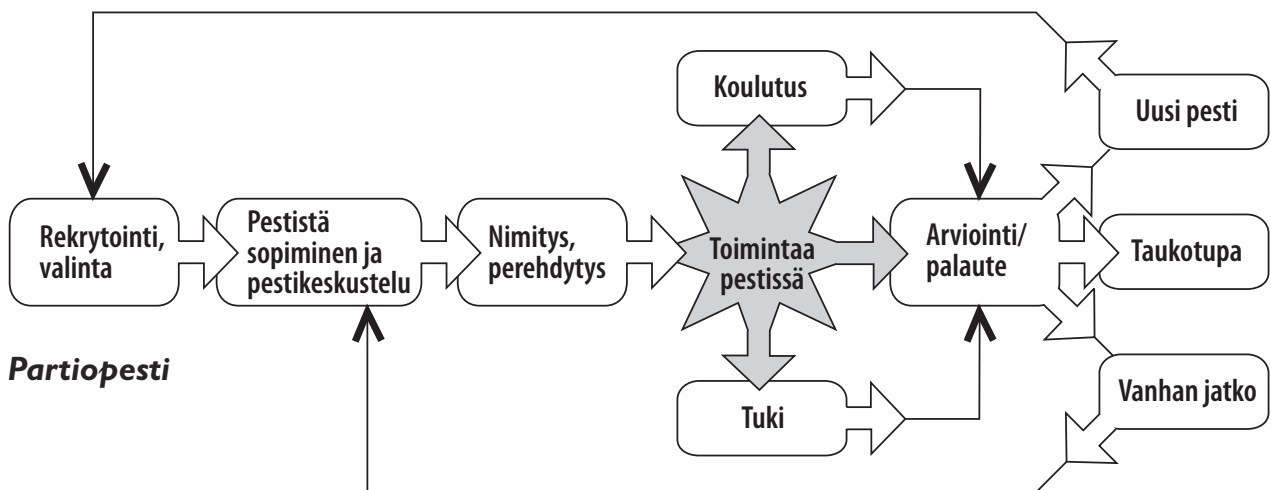 Koulutus
Uusi pesti
Rekrytointi,
valinta
Pestistä
sopiminen ja
pestikeskustelu
Nimitys,
perehdytys
Toimintaa
pestissä
Arviointi/
palaute
Taukotupa
Partiopesti
Tuki
Vanhan jatko